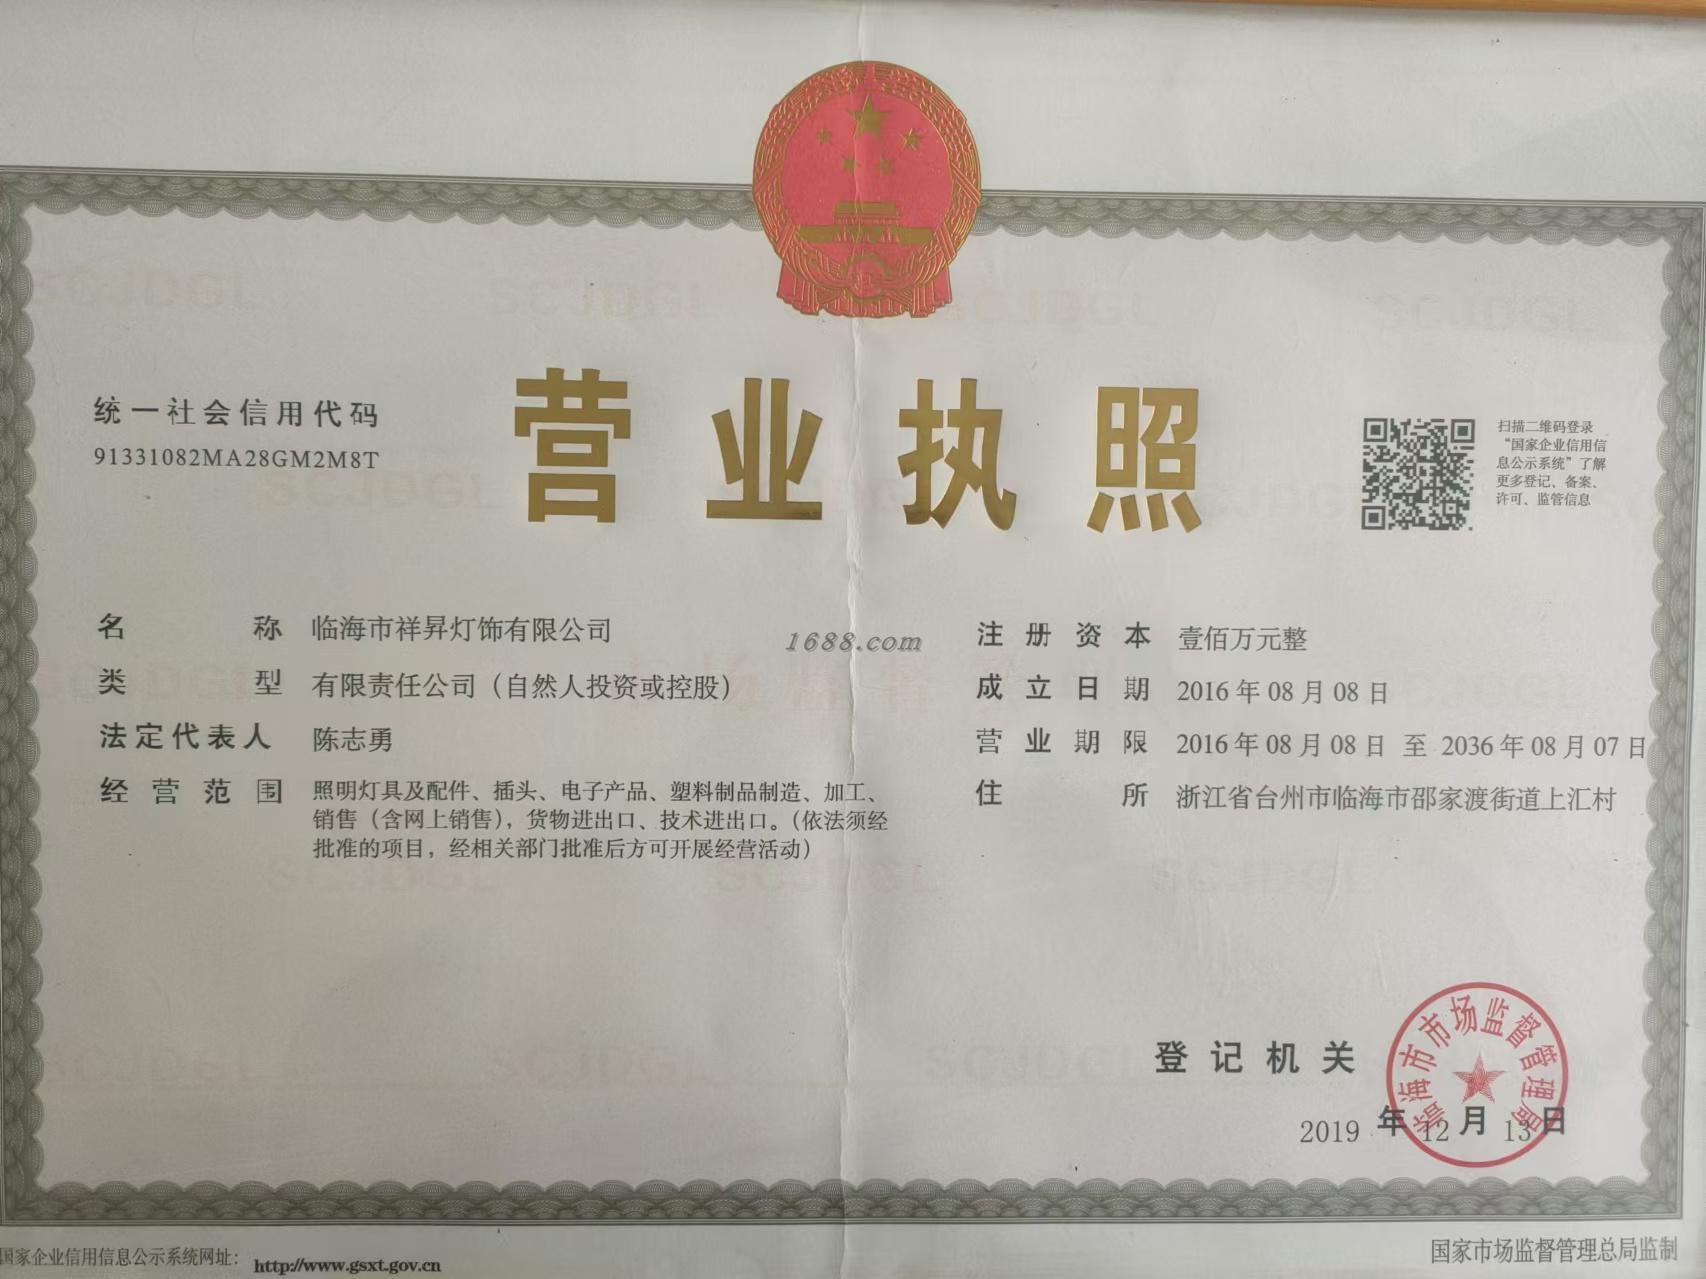 营业执照
统一社会信用代码
91331082MA28GM2M8T
扫描二维码登录
“国家企业信用信
息公示系统”了解
更多登记、备案、
许可、监管信息
名称 临海市祥昇灯饰有限公司
类型 有限责任公司（自然人投资或控股）
法定代表人 陈志勇
经营范围 照明灯具及配件、插头、电子产品、塑料制品制造、加工、
销售（含网上销售），货物进出口、技术进出口。（依法须经
批准的项目，经相关部门批准后方可开展经营活动）
1688.com
注册资本 壹佰万元整
成立日期 2016年08月08日
营业期限 2016年08月08日 至 2036年08月07日
住所 浙江省台州市临海市邵家渡街道上汇村
登记机关
临海市市场监督管理局
2019 年 12 月 13 日
国家企业信用信息公示系统网址： http://www.gsxt.gov.cn
国家市场监督管理总局监制
SCJDGL